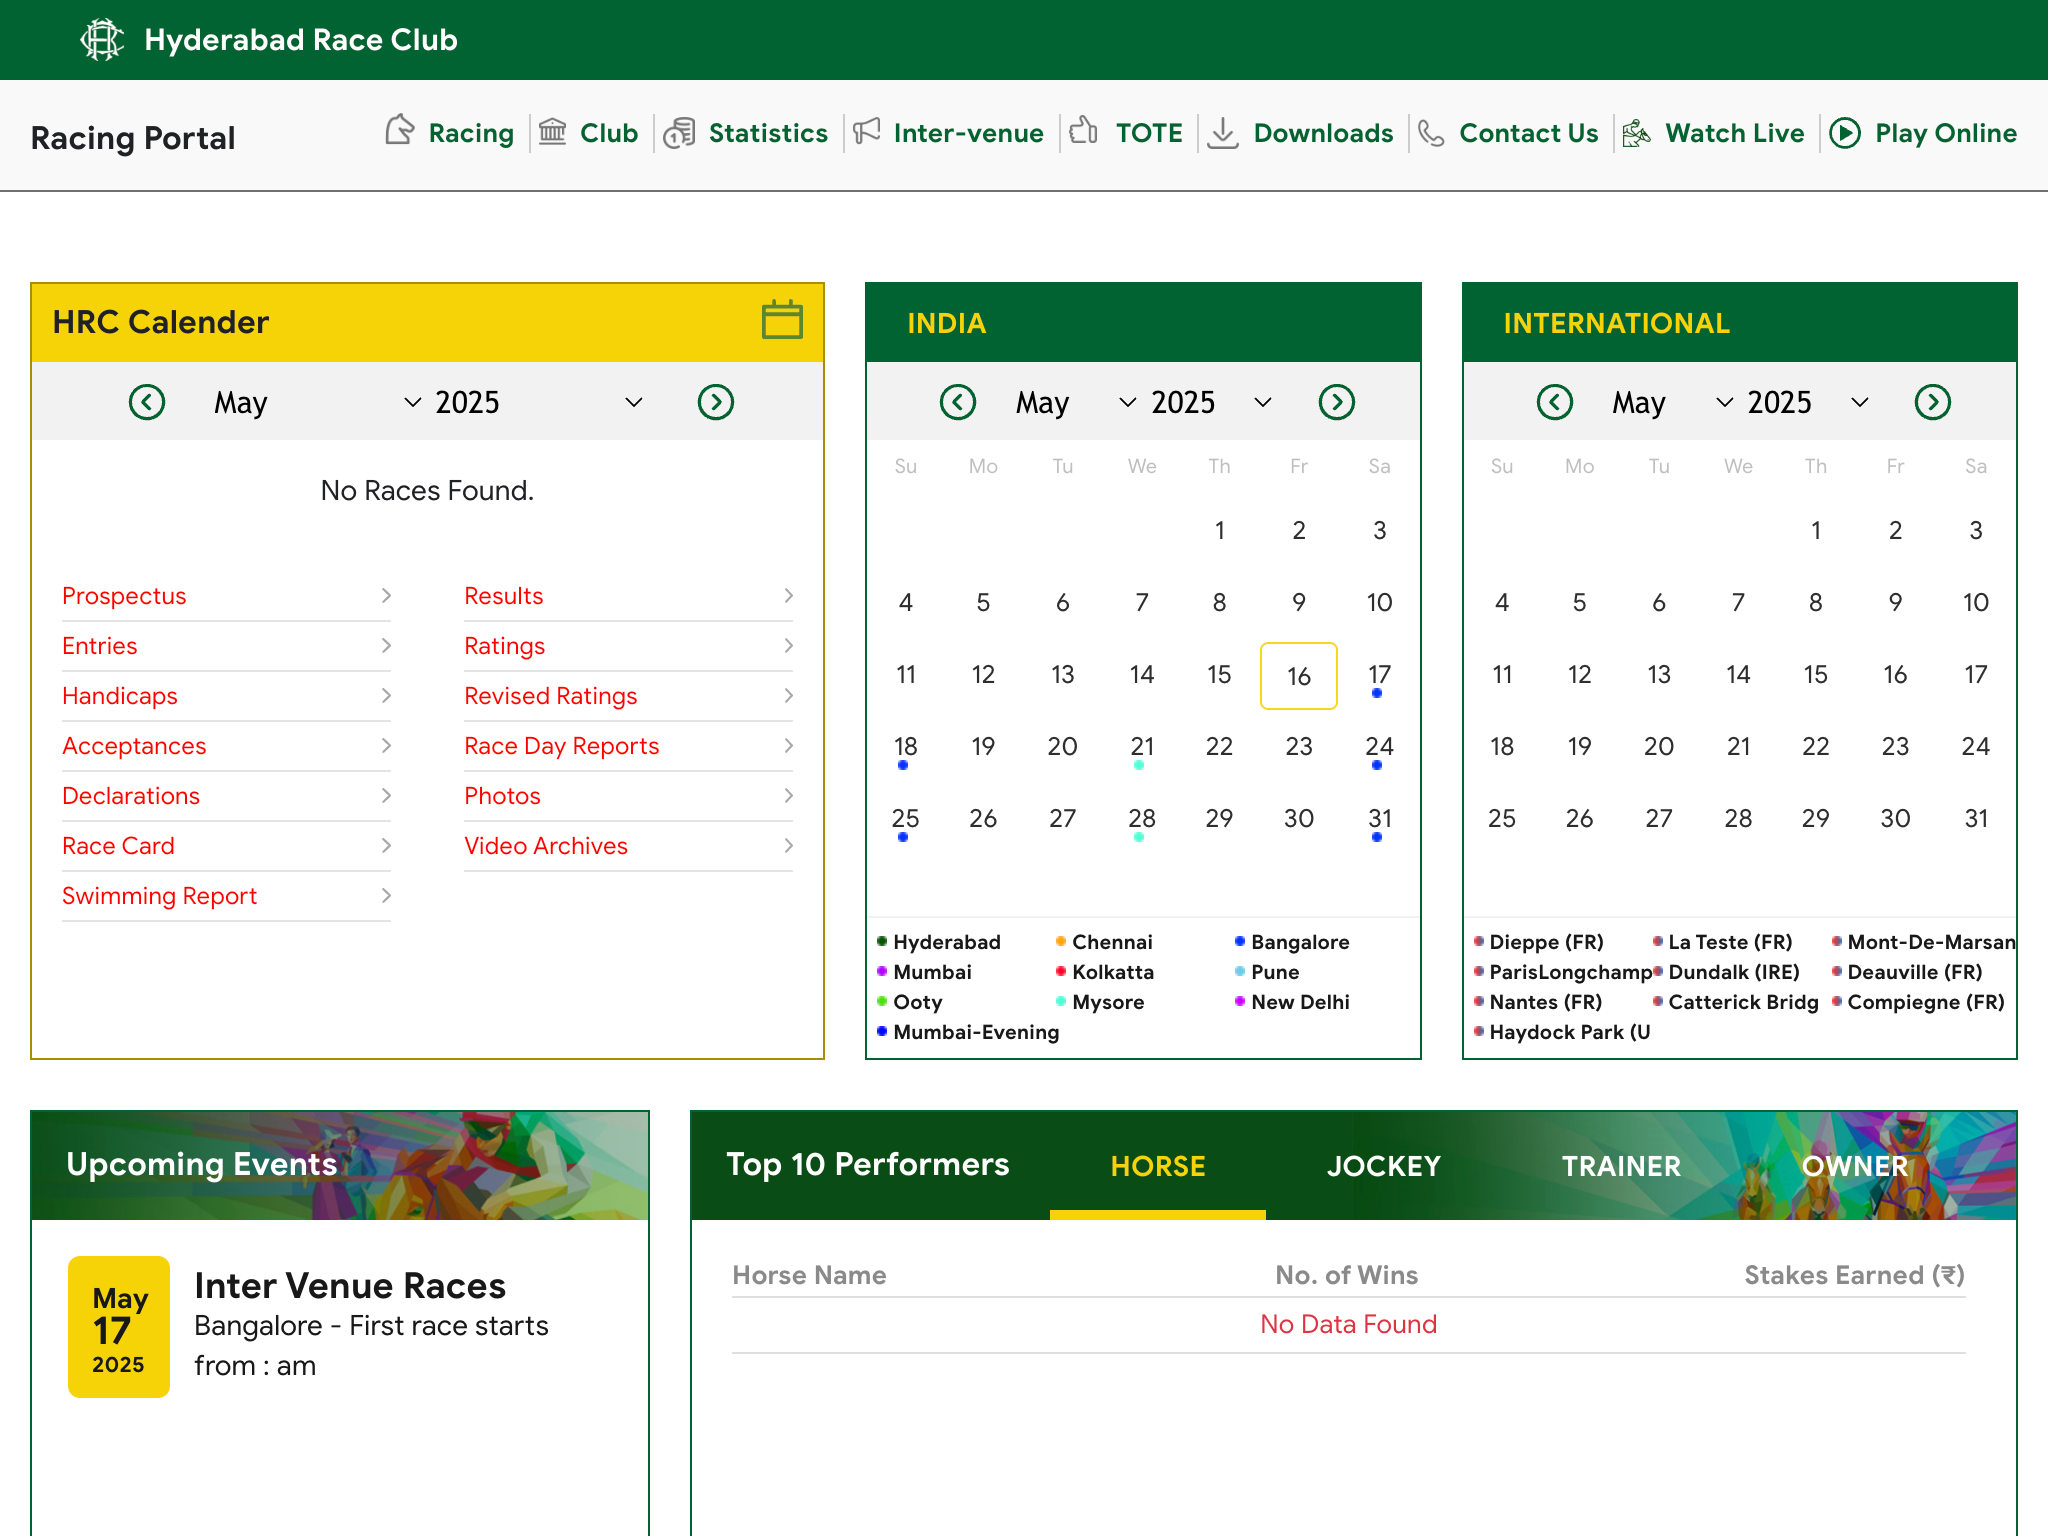 Hyderabad Race Club
Racing Portal
Racing
Club
Statistics
Inter-venue
TOTE
Downloads
Contact Us
Watch Live
Play Online
HRC Calender
May 2025
No Races Found.
Prospectus
Entries
Handicaps
Acceptances
Declarations
Race Card
Swimming Report
Results
Ratings
Revised Ratings
Race Day Reports
Photos
Video Archives
INDIA
May 2025
Su Mo Tu We Th Fr Sa
1 2 3
4 5 6 7 8 9 10
11 12 13 14 15 16 17
18 19 20 21 22 23 24
25 26 27 28 29 30 31
Hyderabad Chennai Bangalore
Mumbai Kolkatta Pune
Ooty Mysore New Delhi
Mumbai-Evening
INTERNATIONAL
May 2025
Su Mo Tu We Th Fr Sa
1 2 3
4 5 6 7 8 9 10
11 12 13 14 15 16 17
18 19 20 21 22 23 24
25 26 27 28 29 30 31
Dieppe (FR) La Teste (FR) Mont-De-Marsan
ParisLongchamp Dundalk (IRE) Deauville (FR)
Nantes (FR) Catterick Bridg Compiegne (FR)
Haydock Park (U
Upcoming Events
May
17
2025
Inter Venue Races
Bangalore - First race starts
from : am
Top 10 Performers
HORSE
JOCKEY
TRAINER
OWNER
Horse Name No. of Wins Stakes Earned (₹)
No Data Found